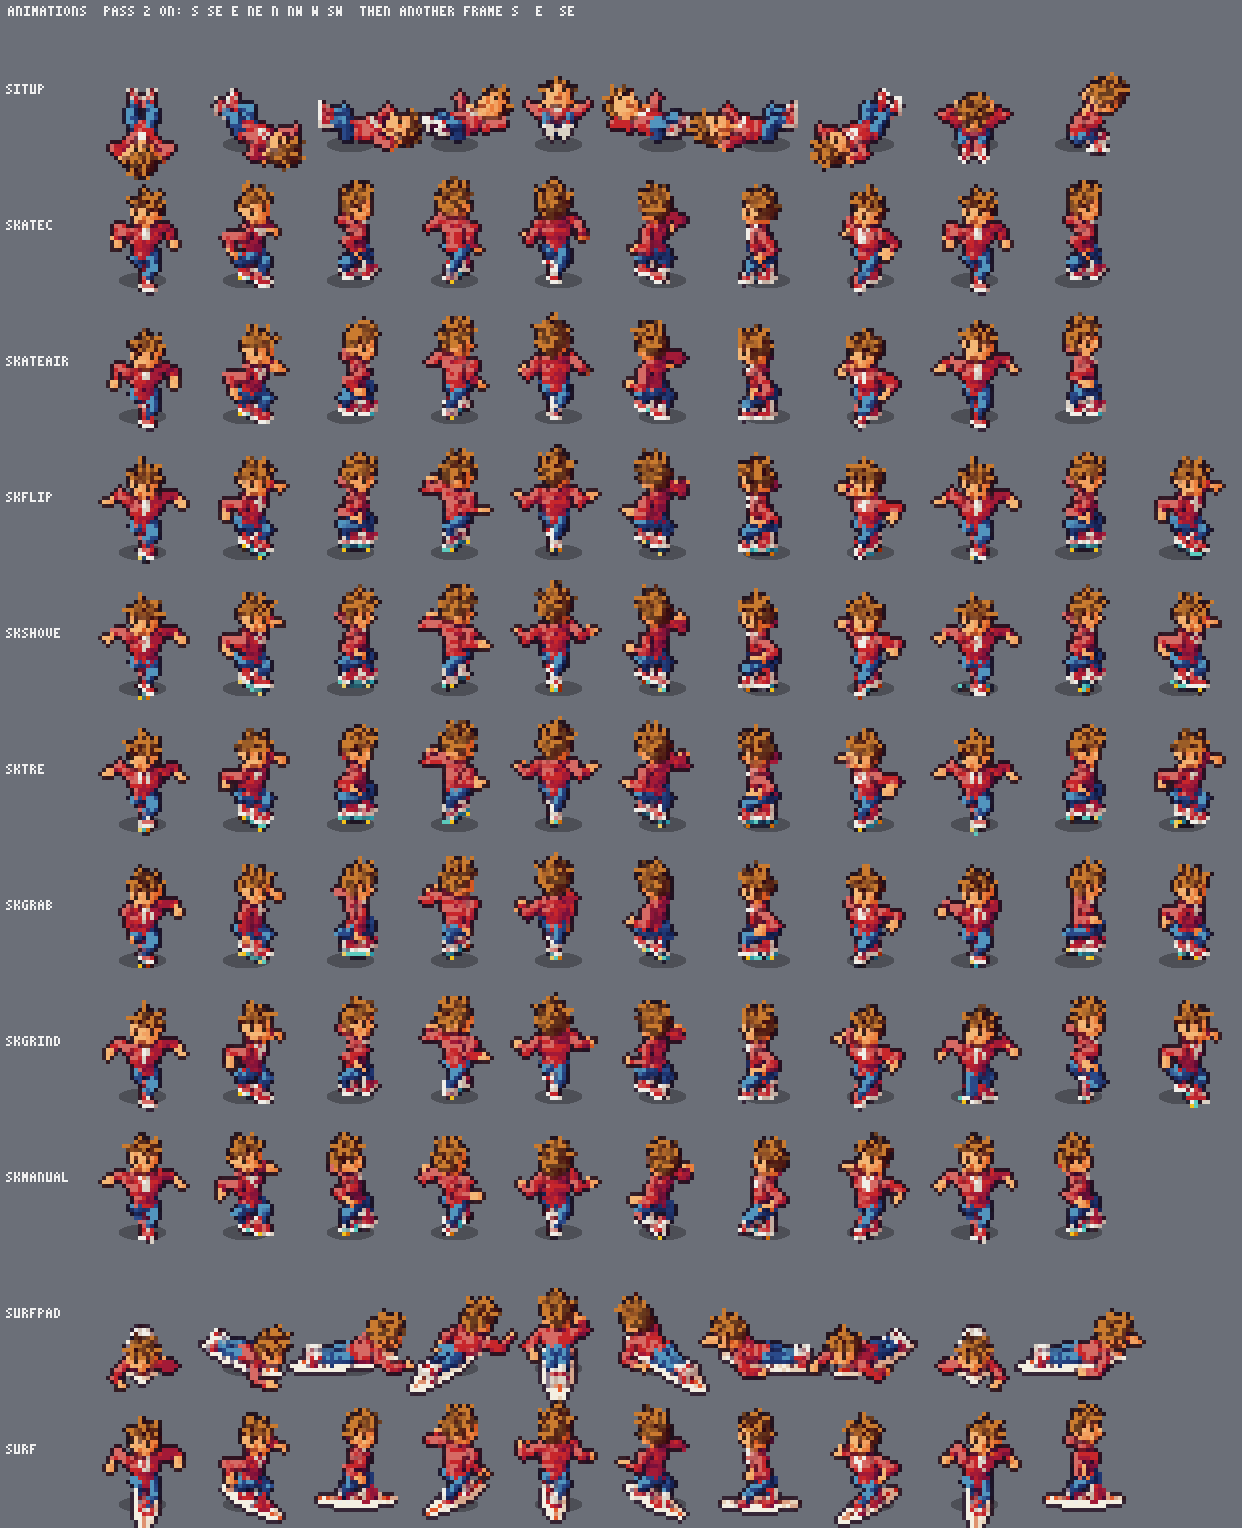 ANIMATIONS PASS 2 ON: S SE E NE N NW W SW THEN ANOTHER FRAME S E SE
SITUP
SKATEC
SKATEAIR
SKFLIP
SKSHOVE
SKTRE
SKGRAB
SKGRIND
SKMANUAL
SURFPAD
SURF